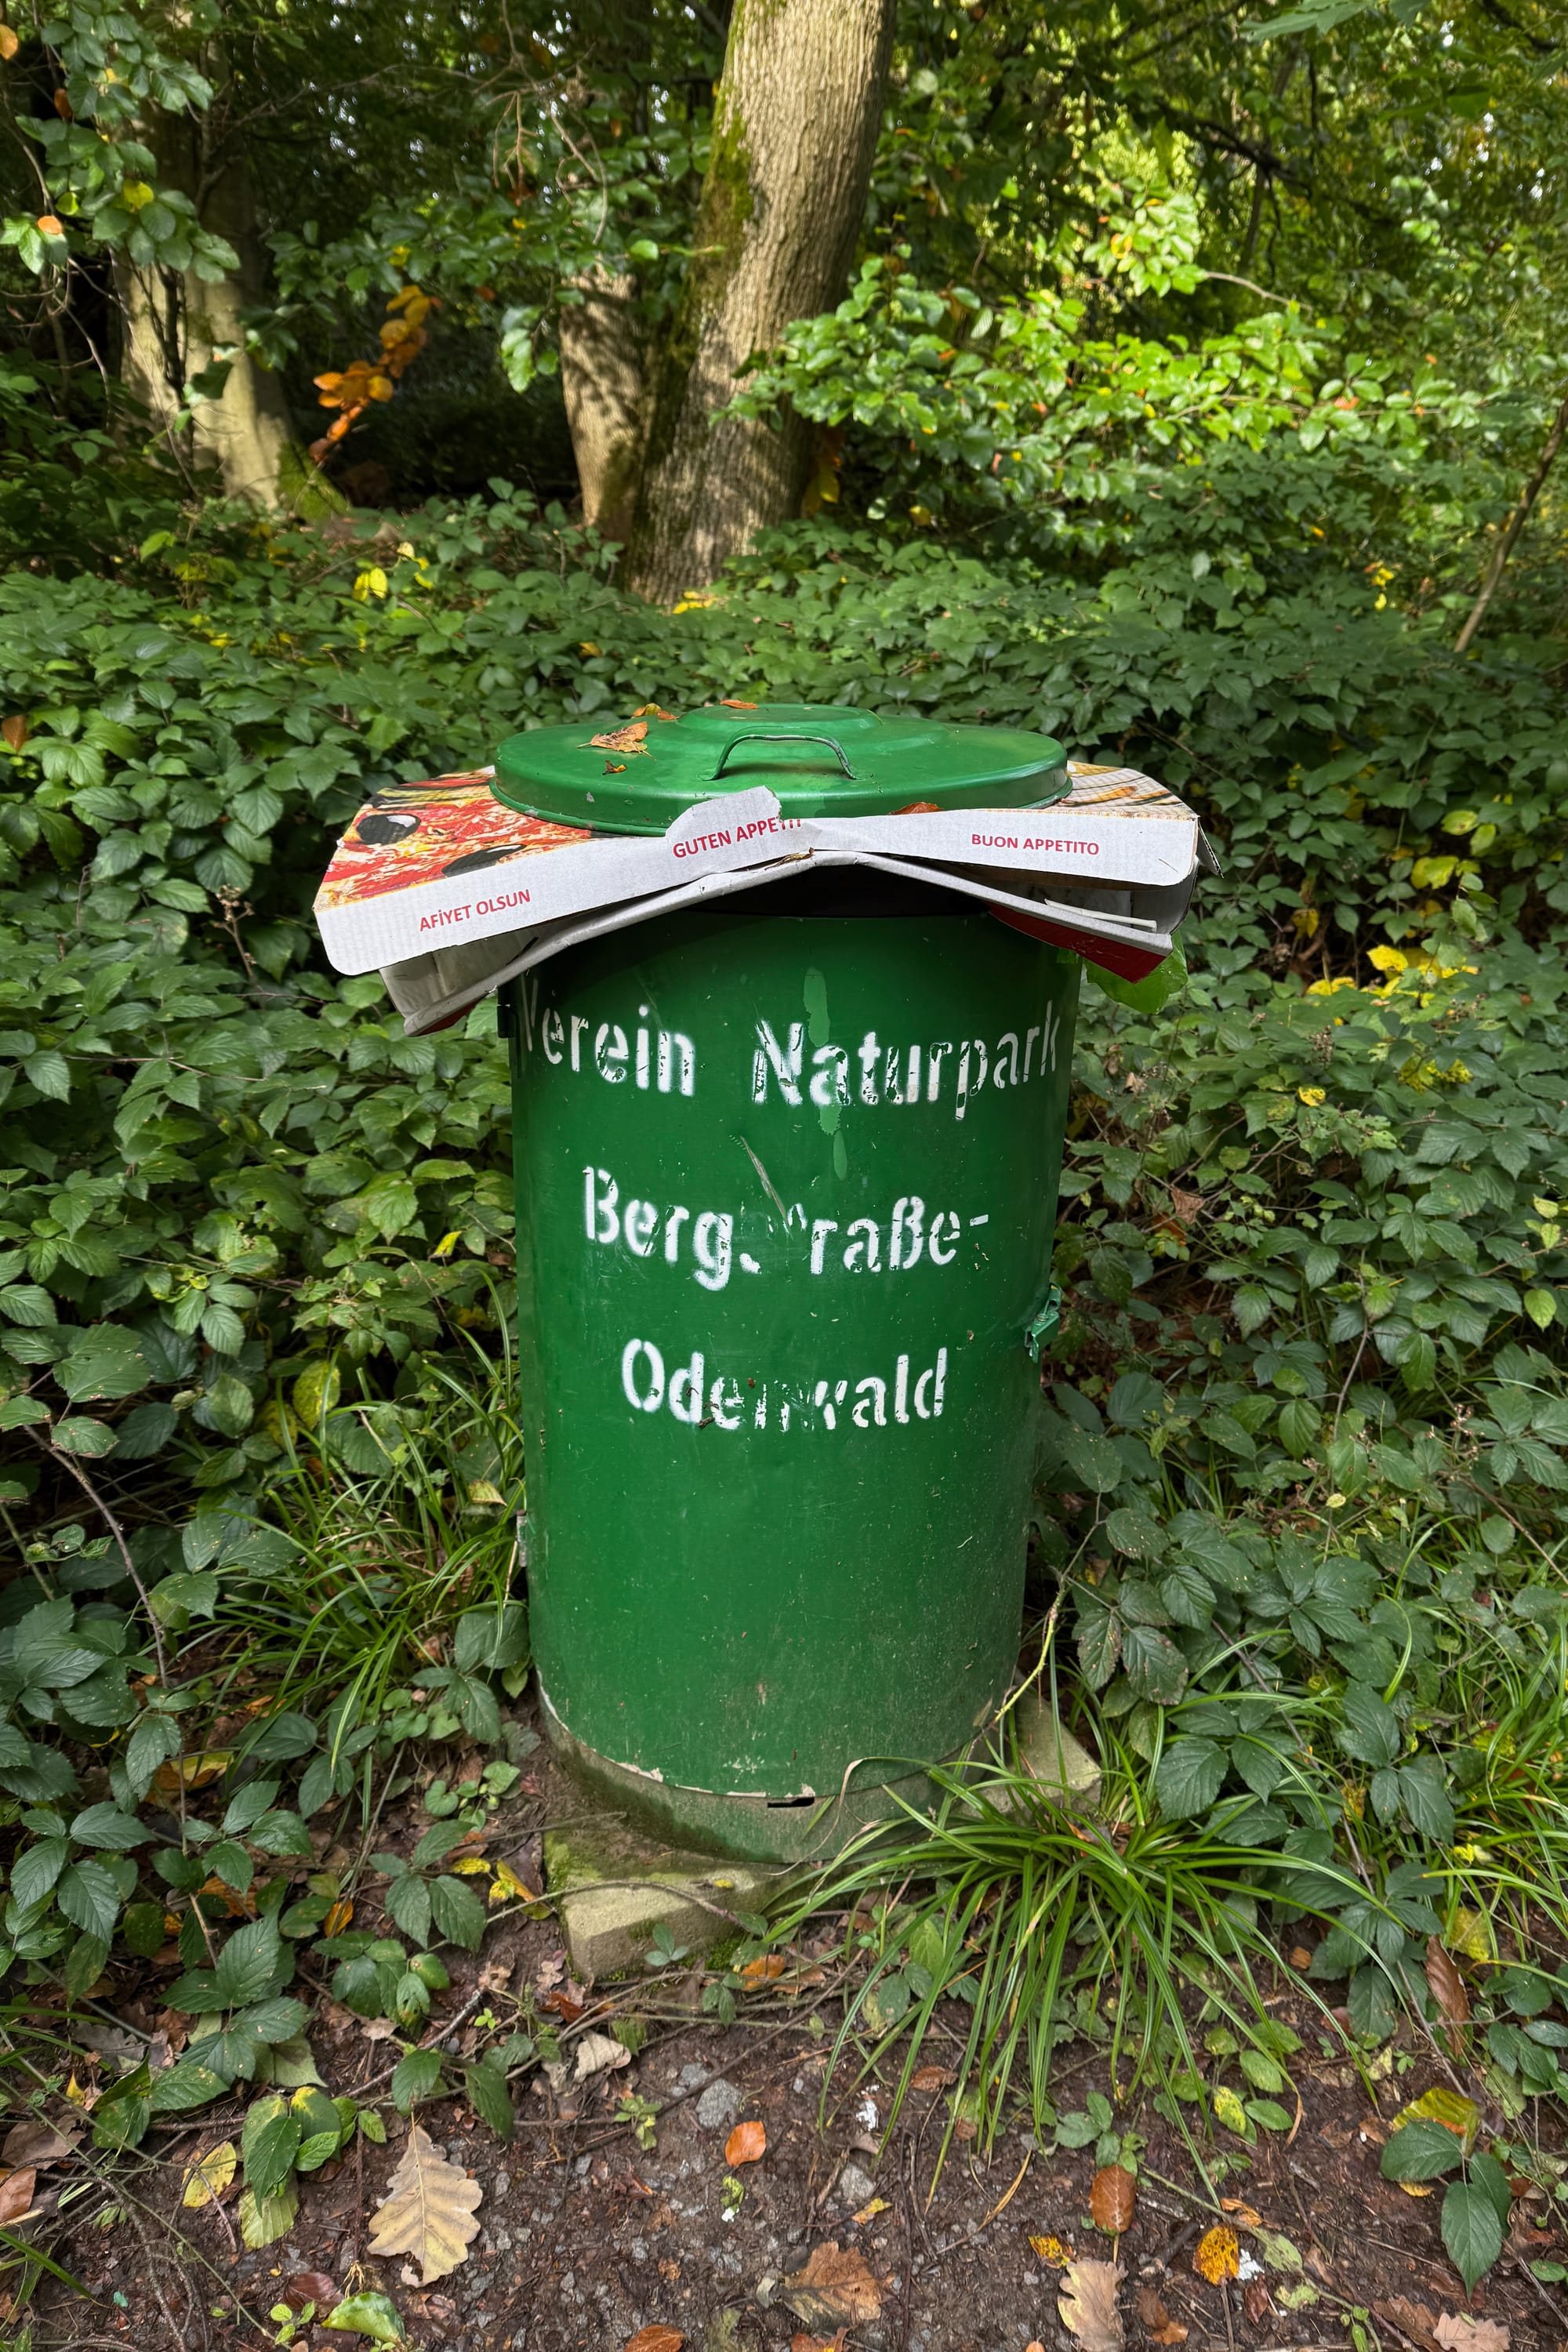 AFİYET OLSUN
GUTEN APPETIT
BUON APPETITO
Verein Naturpark
Bergstraße-
Odenwald